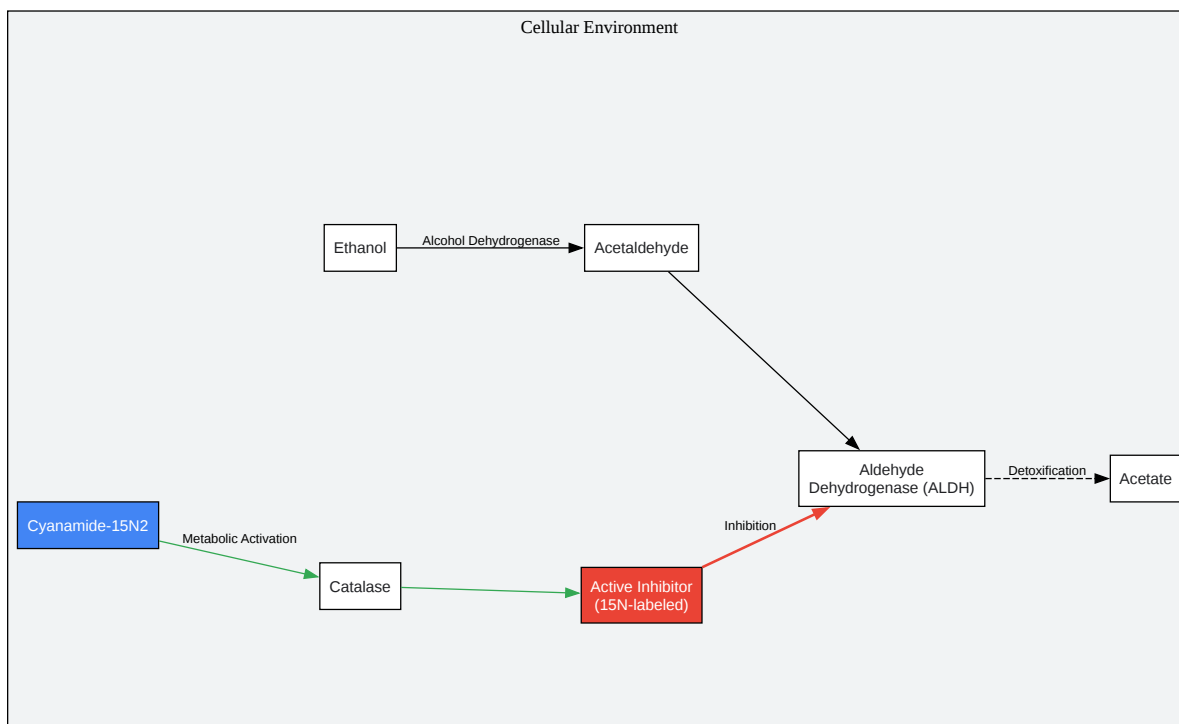 Cellular Environment
Ethanol
Alcohol Dehydrogenase
Acetaldehyde
Aldehyde
Dehydrogenase (ALDH)
Detoxification
Acetate
Cyanamide-15N2
Metabolic Activation
Catalase
Active Inhibitor
(15N-labeled)
Inhibition